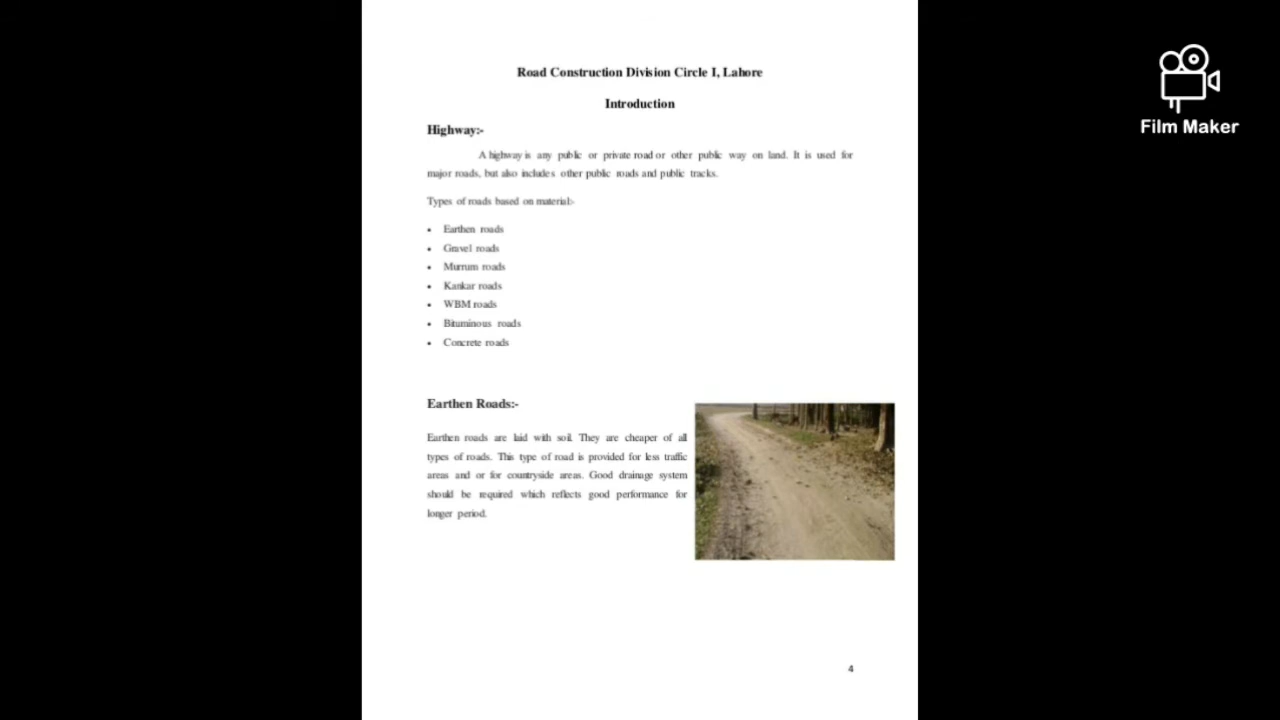 Road Construction Division Circle I, Lahore
Introduction
Highway:-
A highway is any public or private road or other public way on land. It is used for
major roads, but also includes other public roads and public tracks.
Types of roads based on material:-
• Earthen roads
• Gravel roads
• Murrum roads
• Kankar roads
• WBM roads
• Bituminous roads
• Concrete roads
Earthen Roads:-
Earthen roads are laid with soil. They are cheaper of all
types of roads. This type of road is provided for less traffic
areas and or for countryside areas. Good drainage system
should be required which reflects good performance for
longer period.
4
Film Maker